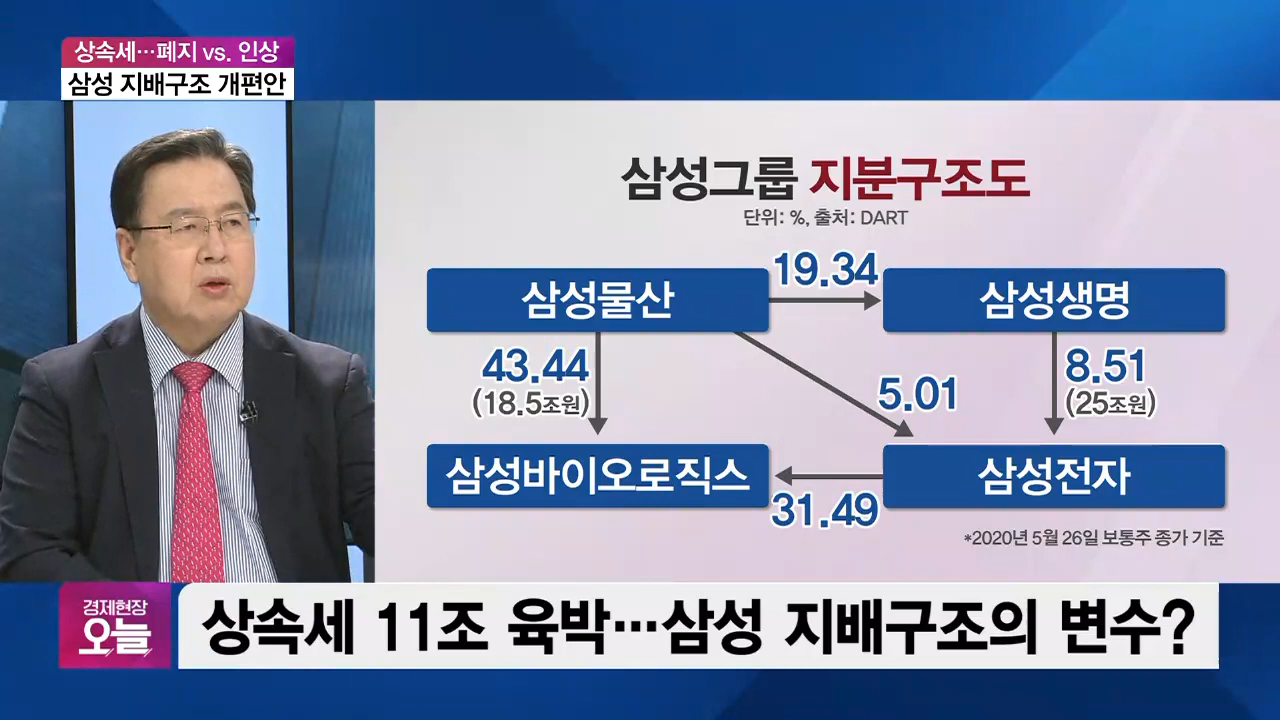 상속세…폐지 vs. 인상
삼성 지배구조 개편안
삼성그룹 지분구조도
단위: %, 출처: DART
19.34
삼성물산
삼성생명
43.44
(18.5조원)
5.01
8.51
(25조원)
삼성바이오로직스
삼성전자
31.49
*2020년 5월 26일 보통주 종가 기준
경제현장
오늘
상속세 11조 육박…삼성 지배구조의 변수?